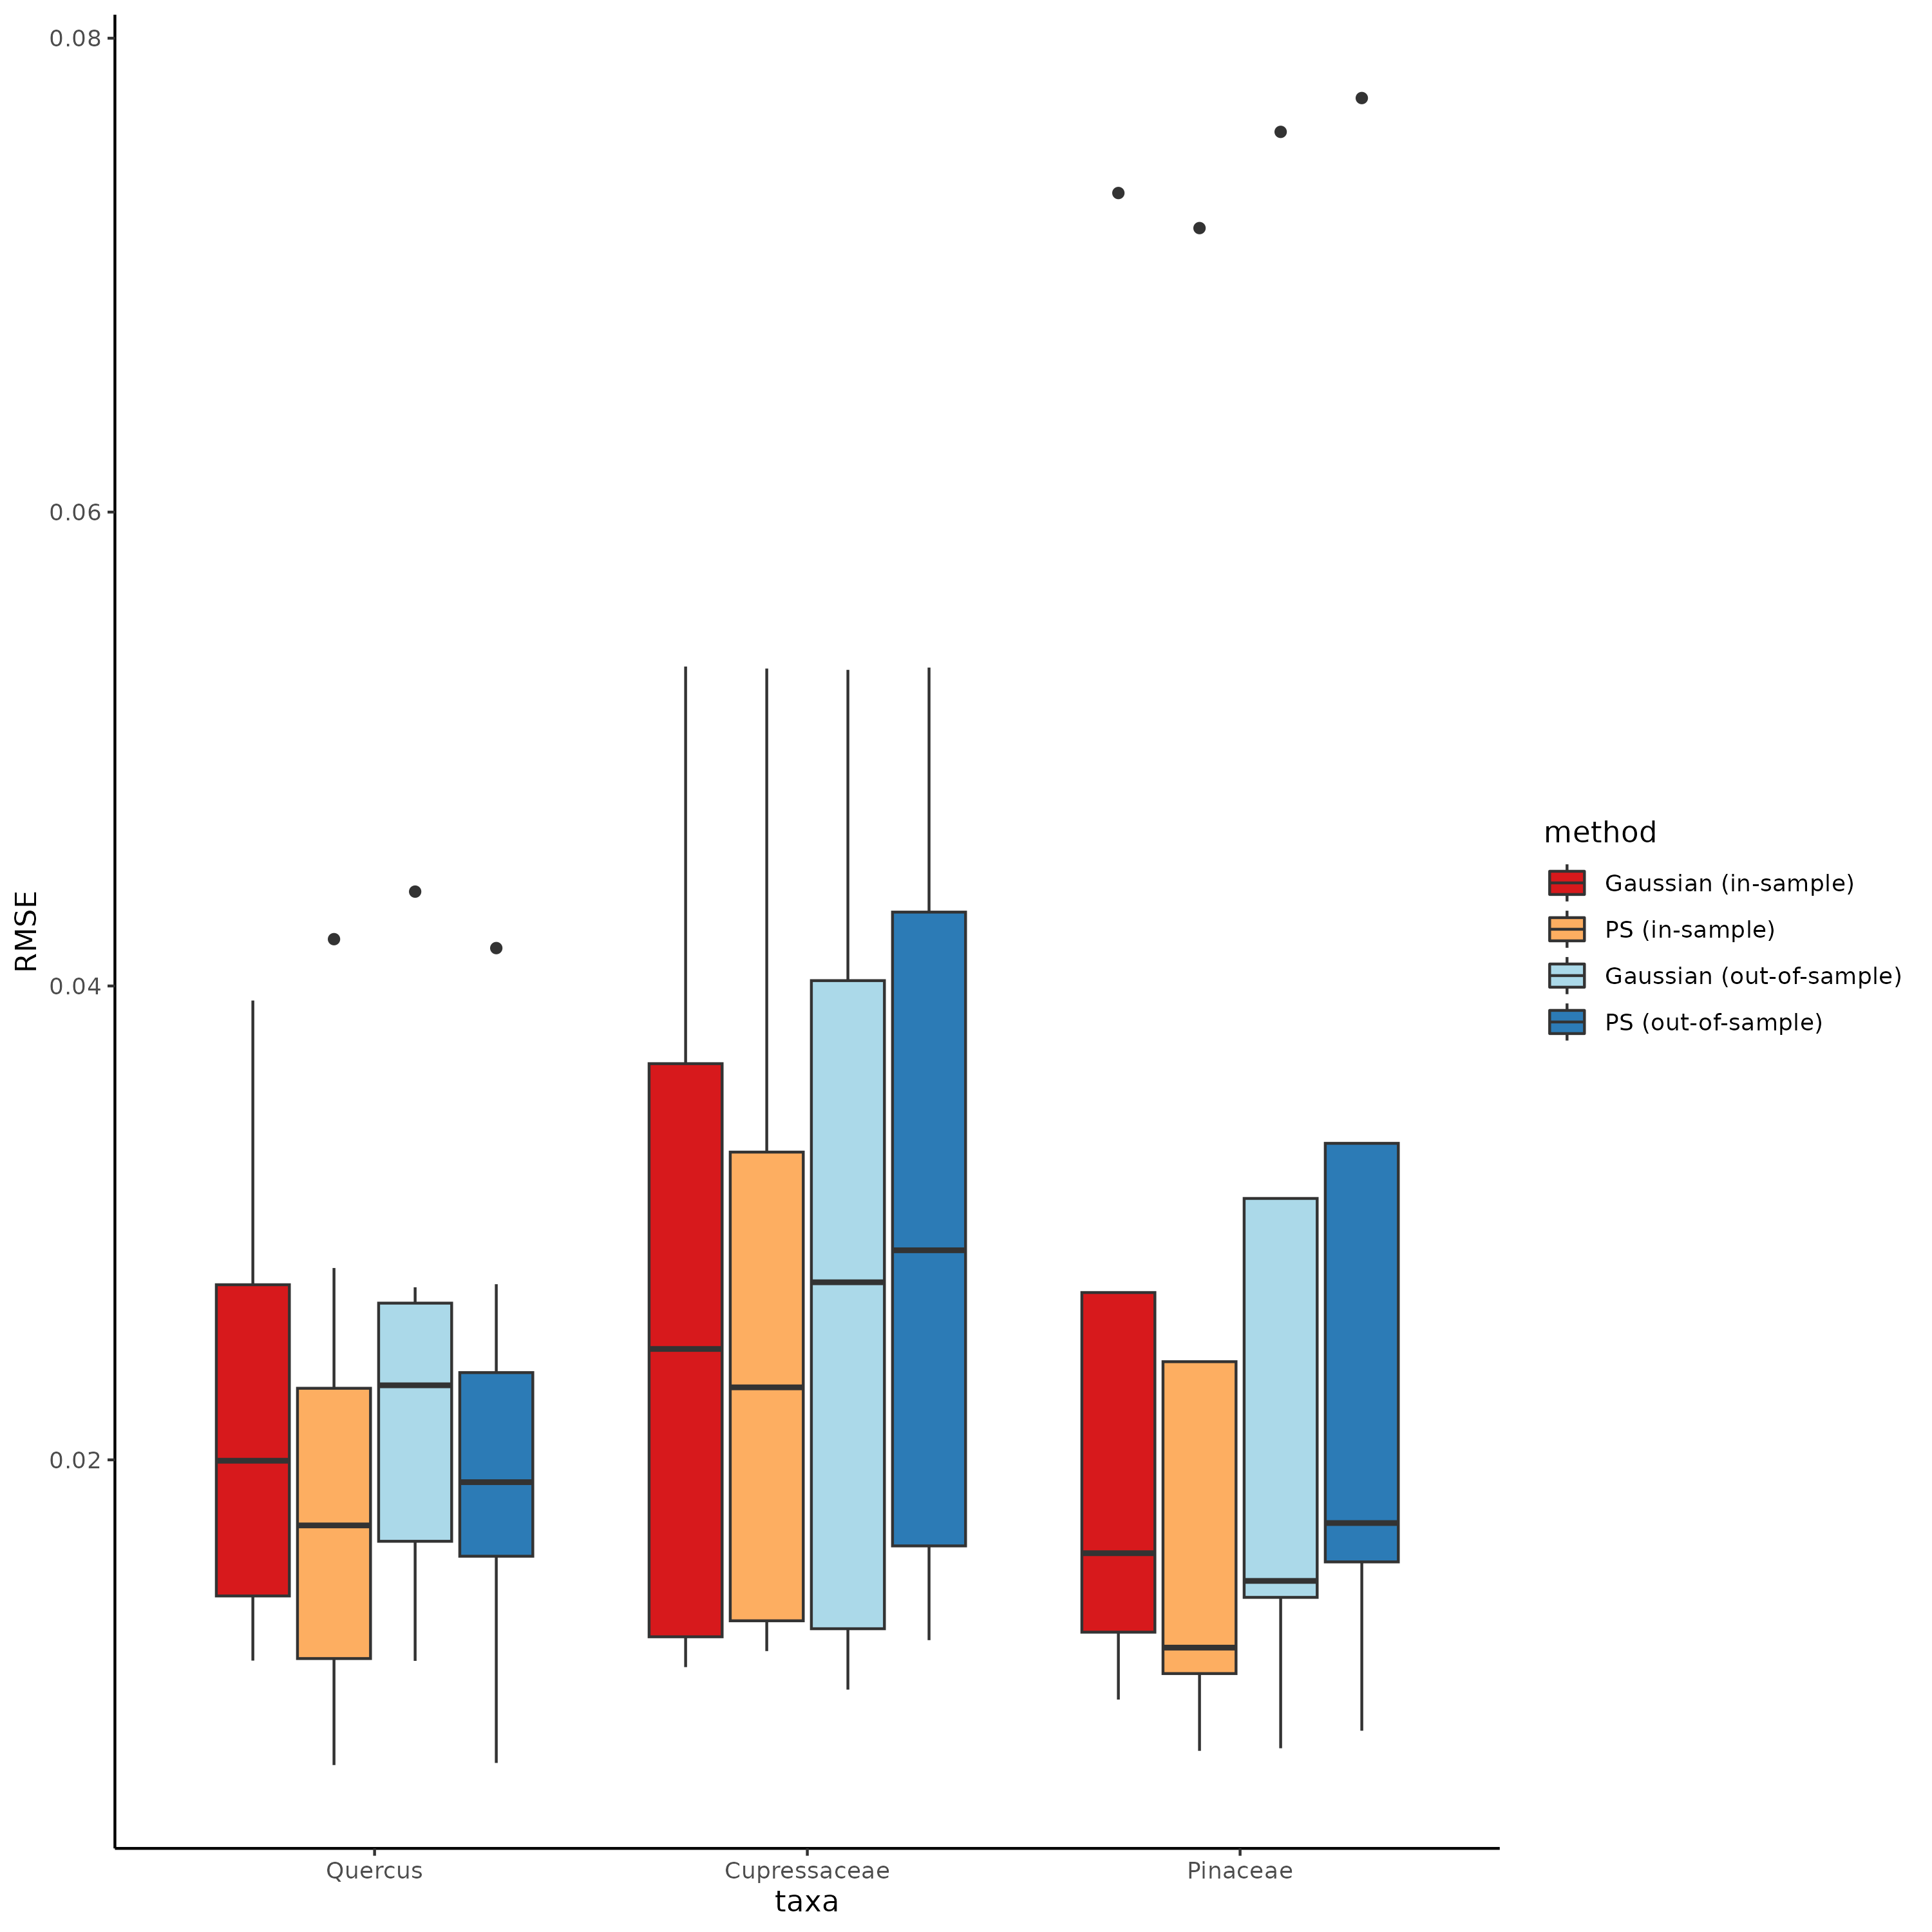 0.08
0.06
0.04
0.02
RMSE
Quercus
Cupressaceae
Pinaceae
taxa
method
Gaussian (in-sample)
PS (in-sample)
Gaussian (out-of-sample)
PS (out-of-sample)